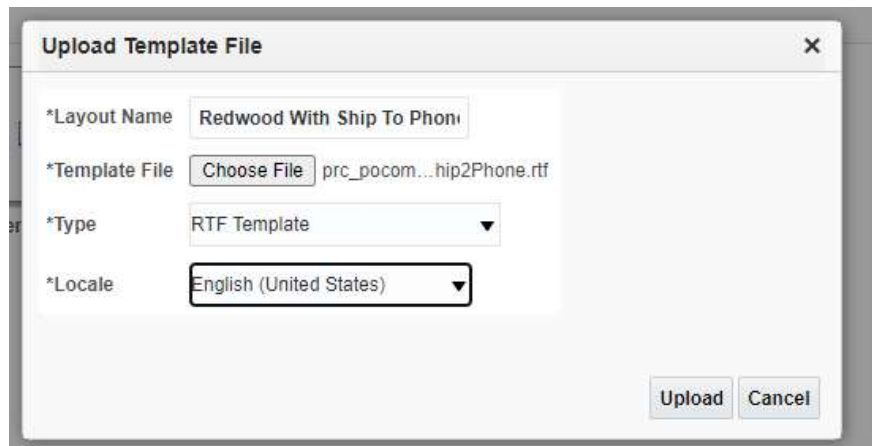 Upload Template File
*Layout Name Redwood With Ship To Phon
*Template File Choose File prc_pocom...hip2Phone.rtf
*Type RTF Template
*Locale English (United States)
Upload Cancel